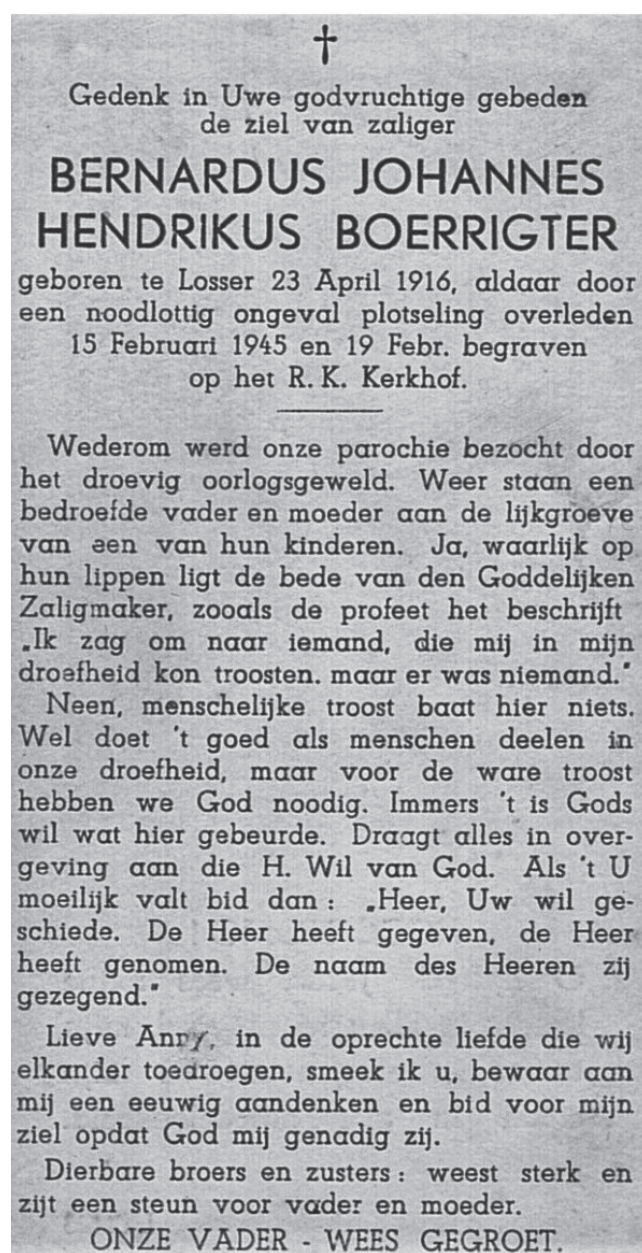 Gedenk in Uwe godvruchtige gebeden
de ziel van zaliger
BERNARDUS JOHANNES
HENDRIKUS BOERRIGTER
geboren te Losser 23 April 1916, aldaar door
een noodlottig ongeval plotseling overleden
15 Februari 1945 en 19 Febr. begraven
op het R. K. Kerkhof.
Wederom werd onze parochie bezocht door
het droevig oorlogsgeweld. Weer staan een
bedroefde vader en moeder aan de lijkgroeve
van een van hun kinderen. Ja, waarlijk op
hun lippen ligt de bede van den Goddelijken
Zaligmaker, zooals de profeet het beschrijft
„Ik zag om naar iemand, die mij in mijn
droefheid kon troosten. maar er was niemand."
Neen, menschelijke troost baat hier niets.
Wel doet 't goed als menschen deelen in
onze droefheid, maar voor de ware troost
hebben we God noodig. Immers 't is Gods
wil wat hier gebeurde. Draagt alles in over-
geving aan die H. Wil van God. Als 't U
moeilijk valt bid dan : „Heer, Uw wil ge-
schiede. De Heer heeft gegeven, de Heer
heeft genomen. De naam des Heeren zij
gezegend."
Lieve Anny, in de oprechte liefde die wij
elkander toedroegen, smeek ik u, bewaar aan
mij een eeuwig aandenken en bid voor mijn
ziel opdat God mij genadig zij.
Dierbare broers en zusters : weest sterk en
zijt een steun voor vader en moeder.
ONZE VADER - WEES GEGROET.